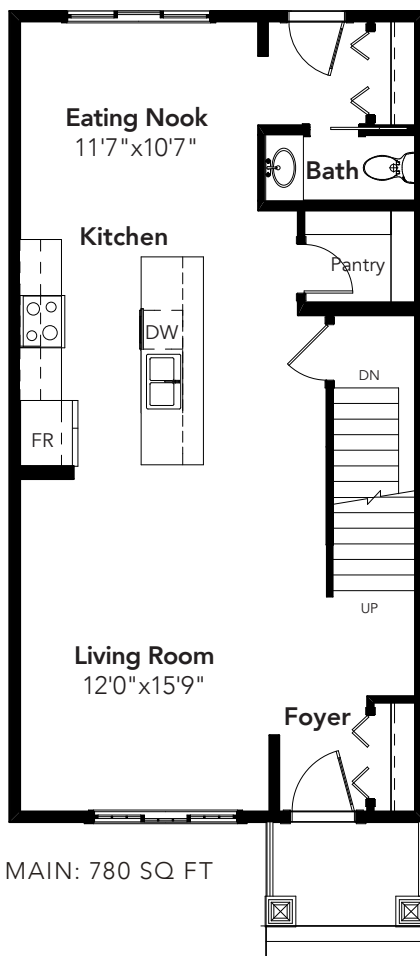 Eating Nook
11'7"x10'7"
Bath
Kitchen
Pantry
DW
DN
FR
UP
Living Room
12'0"x15'9"
Foyer
MAIN: 780 SQ FT